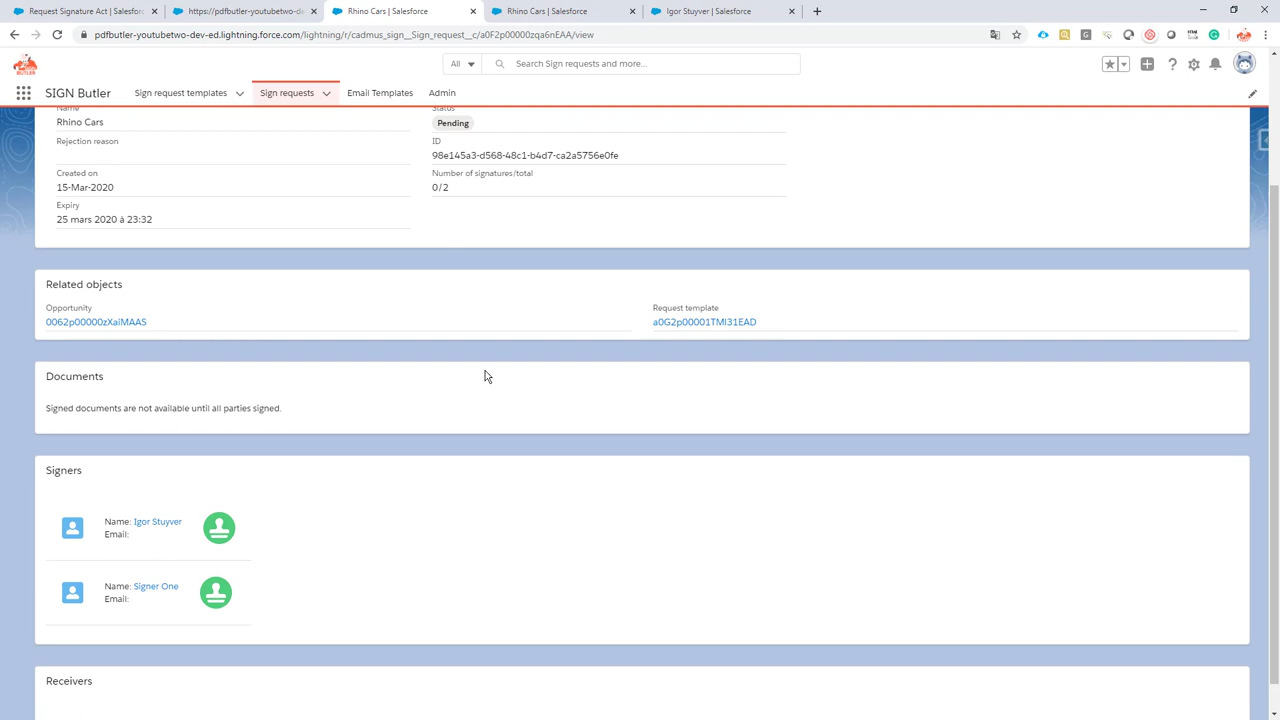 Request Signature Act | Salesfor
https://pdfbutler-youtubetwo-de
Rhino Cars | Salesforce
Rhino Cars | Salesforce
Igor Stuyver | Salesforce
pdfbutler-youtubetwo-dev-ed.lightning.force.com/lightning/r/cadmus_sign__Sign_request__c/a0F2p00000zqa6nEAA/view
All
Search Sign requests and more...
SIGN Butler
Sign request templates
Sign requests
Email Templates
Admin
Name
Status
Rhino Cars
Pending
Rejection reason
ID
98e145a3-d568-48c1-b4d7-ca2a5756e0fe
Created on
Number of signatures/total
15-Mar-2020
0/2
Expiry
25 mars 2020 à 23:32
Related objects
Opportunity
Request template
0062p00000zXaiMAAS
a0G2p00001TMl31EAD
Documents
Signed documents are not available until all parties signed.
Signers
Name: Igor Stuyver
Email:
Name: Signer One
Email:
Receivers